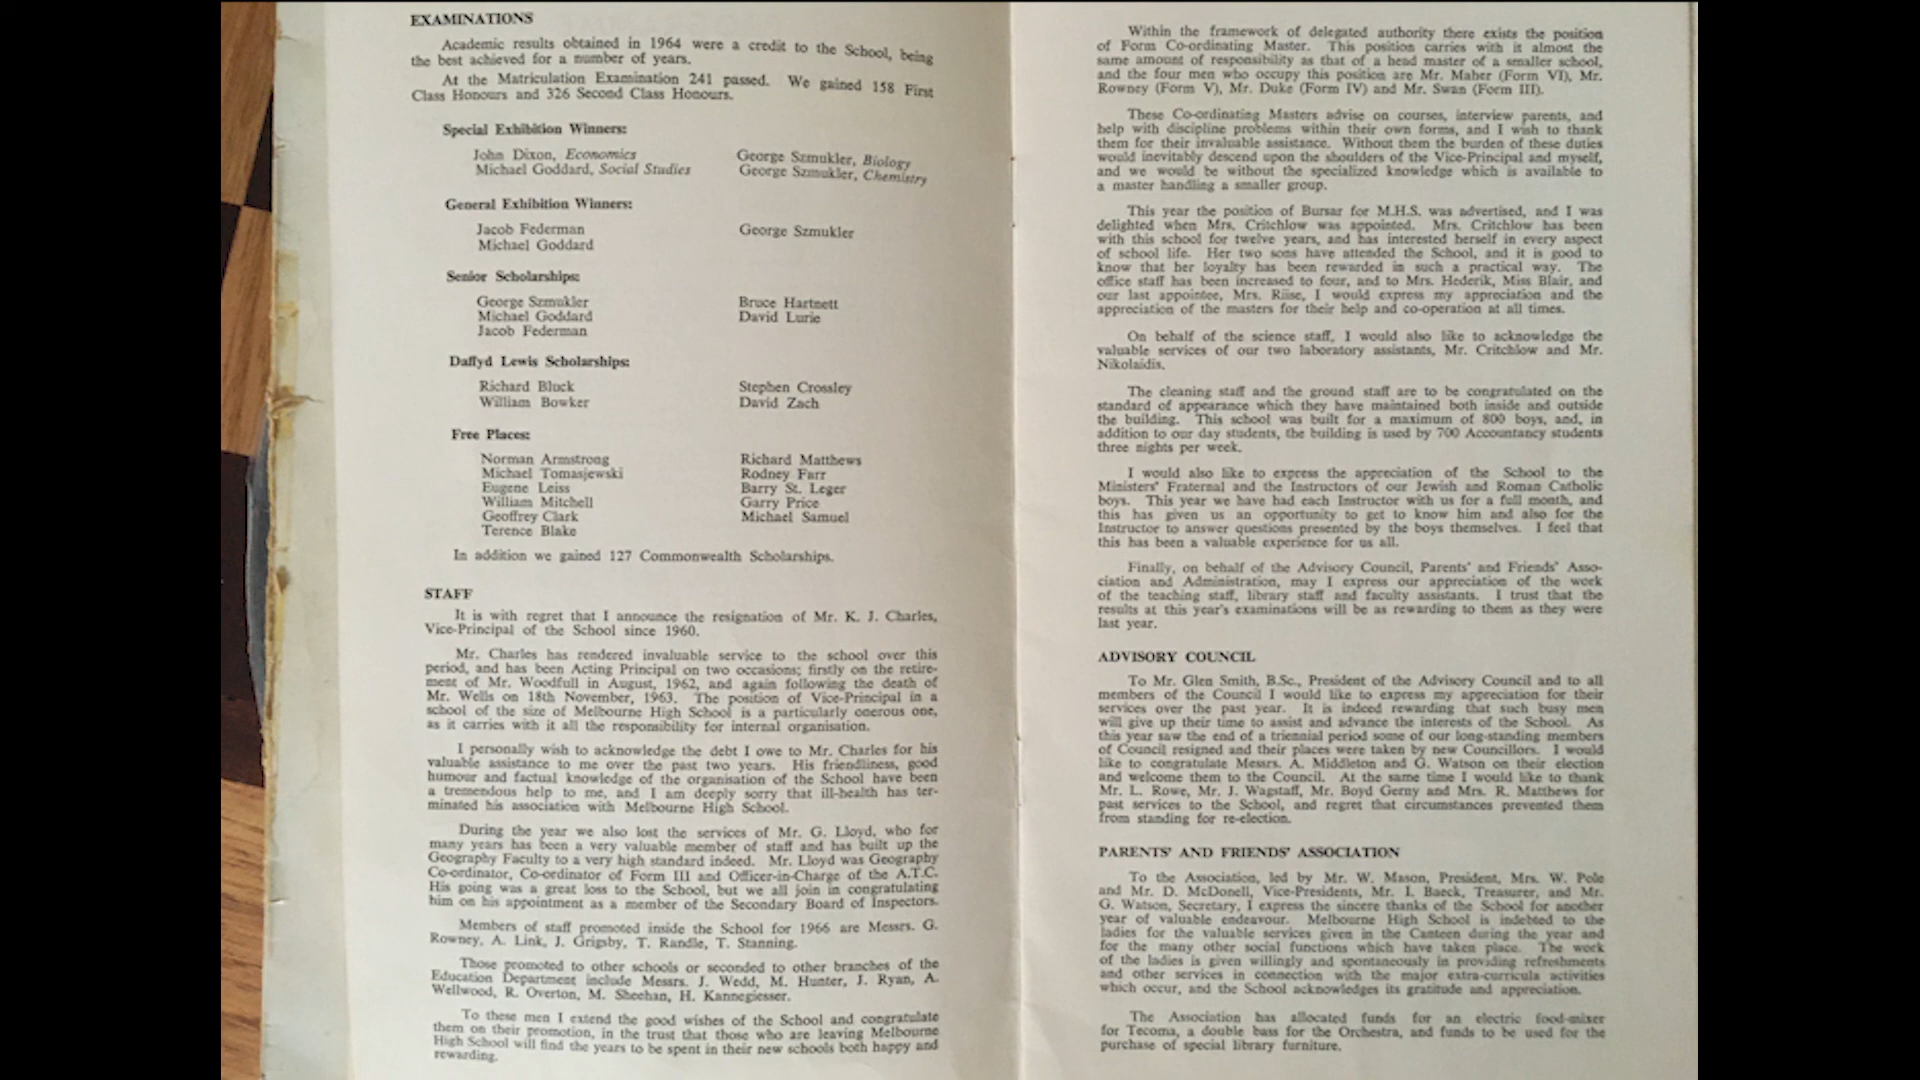 EXAMINATIONS
Academic results obtained in 1964 were a credit to the School, being
the best achieved for a number of years.
At the Matriculation Examination 241 passed. We gained 158 First
Class Honours and 326 Second Class Honours.
Special Exhibition Winners:
John Dixon, Economics George Szmukler, Biology
Michael Goddard, Social Studies George Szmukler, Chemistry
General Exhibition Winners:
Jacob Federman George Szmukler
Michael Goddard
Senior Scholarships:
George Szmukler Bruce Hartnett
Michael Goddard David Lurie
Jacob Federman
Daffyd Lewis Scholarships:
Richard Bluck Stephen Crossley
William Bowker David Zach
Free Places:
Norman Armstrong Richard Matthews
Michael Tomasjewski Rodney Farr
Eugene Leiss Barry St. Leger
William Mitchell Garry Price
Geoffrey Clark Michael Samuel
Terence Blake
In addition we gained 127 Commonwealth Scholarships.
STAFF
It is with regret that I announce the resignation of Mr. K. J. Charles,
Vice-Principal of the School since 1960.
Mr. Charles has rendered invaluable service to the school over this
period, and has been Acting Principal on two occasions; firstly on the retire-
ment of Mr. Woodfull in August, 1962, and again following the death of
Mr. Wells on 18th November, 1963. The position of Vice-Principal in a
school of the size of Melbourne High School is a particularly onerous one,
as it carries with it all the responsibility for internal organisation.
I personally wish to acknowledge the debt I owe to Mr. Charles for his
valuable assistance to me over the past two years. His friendliness, good
humour and factual knowledge of the organisation of the School have been
a tremendous help to me, and I am deeply sorry that ill-health has ter-
minated his association with Melbourne High School.
During the year we also lost the services of Mr. G. Lloyd, who for
many years has been a very valuable member of staff and has built up the
Geography Faculty to a very high standard indeed. Mr. Lloyd was Geography
Co-ordinator, Co-ordinator of Form III and Officer-in-Charge of the A.T.C.
His going was a great loss to the School, but we all join in congratulating
him on his appointment as a member of the Secondary Board of Inspectors.
Members of staff promoted inside the School for 1966 are Messrs. G.
Rowney, A. Link, J. Grigsby, T. Randle, T. Stanning.
Those promoted to other schools or seconded to other branches of the
Education Department include Messrs. J. Wedd, M. Hunter, J. Ryan, A.
Wellwood, R. Overton, M. Sheehan, H. Kannegiesser.
To these men I extend the good wishes of the School and congratulate
them on their promotion, in the trust that those who are leaving Melbourne
High School will find the years to be spent in their new schools both happy and
rewarding.
Within the framework of delegated authority there exists the position
of Form Co-ordinating Master. This position carries with it almost the
same amount of responsibility as that of a head master of a smaller school,
and the four men who occupy this position are Mr. Maher (Form VI), Mr.
Rowney (Form V), Mr. Duke (Form IV) and Mr. Swan (Form III).
These Co-ordinating Masters advise on courses, interview parents, and
help with discipline problems within their own forms, and I wish to thank
them for their invaluable assistance. Without them the burden of these duties
would inevitably descend upon the shoulders of the Vice-Principal and myself,
and we would be without the specialized knowledge which is available to
a master handling a smaller group.
This year the position of Bursar for M.H.S. was advertised, and I was
delighted when Mrs. Critchlow was appointed. Mrs. Critchlow has been
with this school for twelve years, and has interested herself in every aspect
of school life. Her two sons have attended the School, and it is good to
know that her loyalty has been rewarded in such a practical way. The
office staff has been increased to four, and to Mrs. Hederik, Miss Blair, and
our last appointee, Mrs. Riise, I would express my appreciation and the
appreciation of the masters for their help and co-operation at all times.
On behalf of the science staff, I would also like to acknowledge the
valuable services of our two laboratory assistants, Mr. Critchlow and Mr.
Nikolaidis.
The cleaning staff and the ground staff are to be congratulated on the
standard of appearance which they have maintained both inside and outside
the building. This school was built for a maximum of 800 boys, and, in
addition to our day students, the building is used by 700 Accountancy students
three nights per week.
I would also like to express the appreciation of the School to the
Ministers' Fraternal and the Instructors of our Jewish and Roman Catholic
boys. This year we have had each Instructor with us for a full month, and
this has given us an opportunity to get to know him and also for the
Instructor to answer questions presented by the boys themselves. I feel that
this has been a valuable experience for us all.
Finally, on behalf of the Advisory Council, Parents' and Friends' Asso-
ciation and Administration, may I express our appreciation of the work
of the teaching staff, library staff and faculty assistants. I trust that the
results at this year's examinations will be as rewarding to them as they were
last year.
ADVISORY COUNCIL
To Mr. Glen Smith, B.Sc., President of the Advisory Council and to all
members of the Council I would like to express my appreciation for their
services over the past year. It is indeed rewarding that such busy men
will give up their time to assist and advance the interests of the School. As
this year saw the end of a triennial period some of our long-standing members
of Council resigned and their places were taken by new Councillors. I would
like to congratulate Messrs. A. Middleton and G. Watson on their election
and welcome them to the Council. At the same time I would like to thank
Mr. L. Rowe, Mr. J. Wagstaff, Mr. Boyd Gerny and Mrs. R. Matthews for
past services to the School, and regret that circumstances prevented them
from standing for re-election.
PARENTS' AND FRIENDS' ASSOCIATION
To the Association, led by Mr. W. Mason, President, Mrs. W. Pole
and Mr. D. McDonell, Vice-Presidents, Mr. I. Baeck, Treasurer, and Mr.
G. Watson, Secretary, I express the sincere thanks of the School for another
year of valuable endeavour. Melbourne High School is indebted to the
ladies for the valuable services given in the Canteen during the year and
for the many other social functions which have taken place. The work
of the ladies is given willingly and spontaneously in providing refreshments
and other services in connection with the major extra-curricula activities
which occur, and the School acknowledges its gratitude and appreciation.
The Association has allocated funds for an electric food-mixer
for Tecoma, a double bass for the Orchestra, and funds to be used for the
purchase of special library furniture.